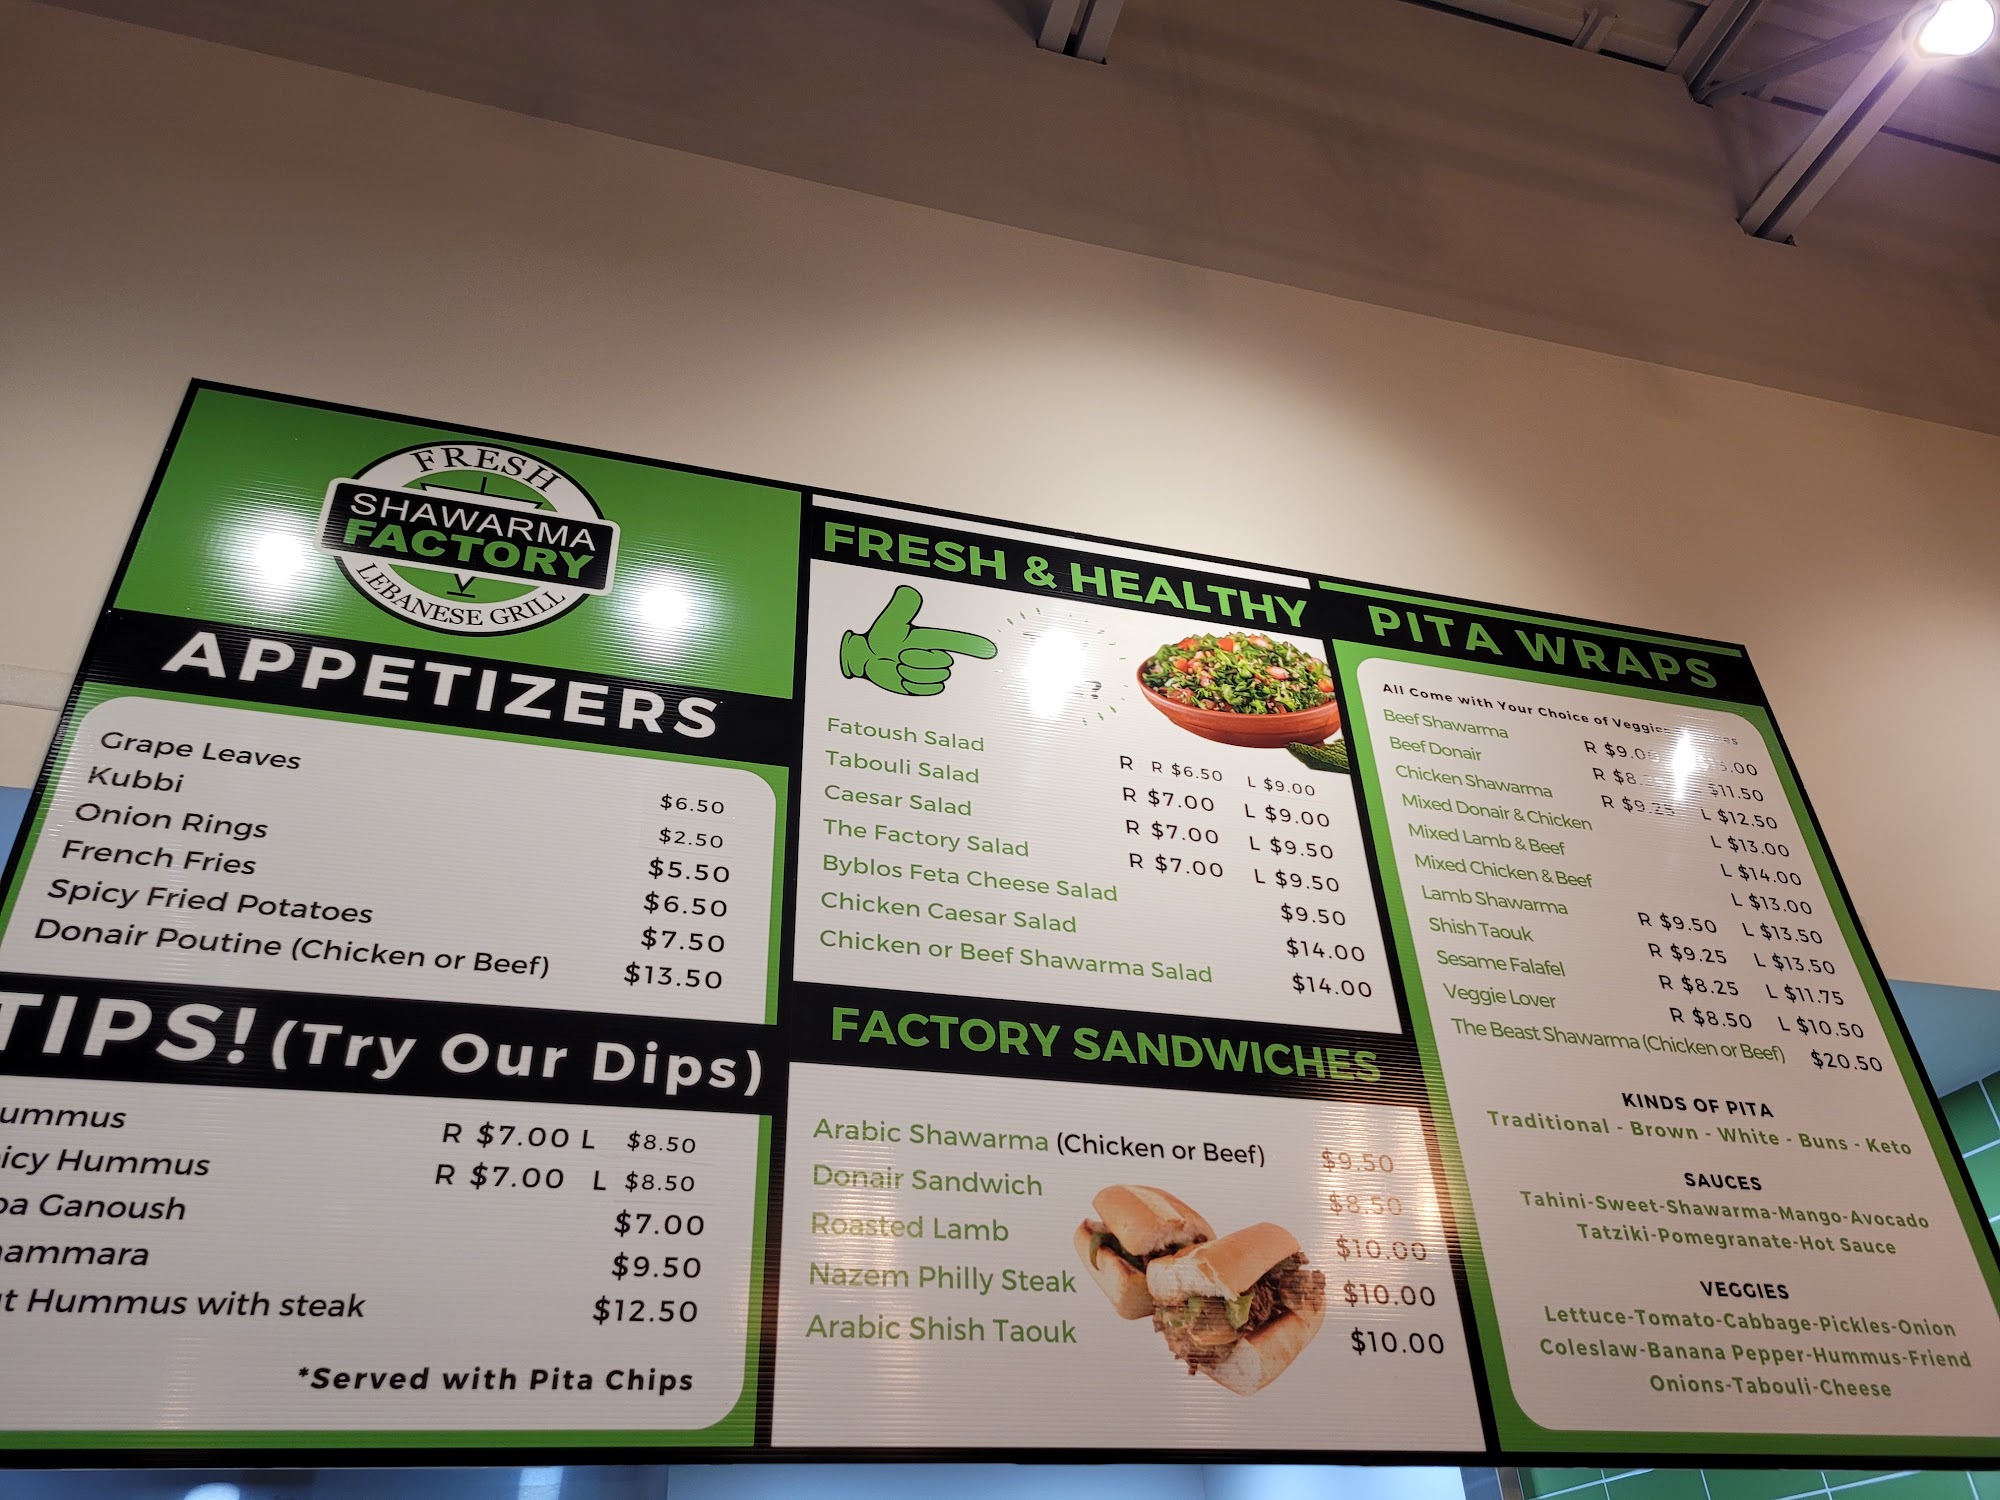 FRESH
SHAWARMA
FACTORY
LEBANESE GRILL
APPETIZERS
Grape Leaves $6.50
Kubbi $2.50
Onion Rings $5.50
French Fries $6.50
Spicy Fried Potatoes $7.50
Donair Poutine (Chicken or Beef) $13.50
TIPS! (Try Our Dips)
ummus R $7.00 L $8.50
icy Hummus R $7.00 L $8.50
Ganoush $7.00
ammara $9.50
Hummus with steak $12.50
*Served with Pita Chips
FRESH & HEALTHY
Fatoush Salad R R $6.50 L $9.00
Tabouli Salad R $7.00 L $9.00
Caesar Salad R $7.00 L $9.50
The Factory Salad R $7.00 L $9.50
Byblos Feta Cheese Salad $9.50
Chicken Caesar Salad $14.00
Chicken or Beef Shawarma Salad $14.00
FACTORY SANDWICHES
Arabic Shawarma (Chicken or Beef) $9.50
Donair Sandwich $8.50
Roasted Lamb $10.00
Nazem Philly Steak $10.00
Arabic Shish Taouk $10.00
PITA WRAPS
All Come with Your Choice of
Beef Shawarma R
Beef Donair R $11.50
Chicken Shawarma R $9.25 L $12.50
Mixed Donair & Chicken L $13.00
Mixed Lamb & Beef L $14.00
Mixed Chicken & Beef L $13.00
Lamb Shawarma R $9.50 L $13.50
Shish Taouk R $9.25 L $13.50
Sesame Falafel R $8.25 L $11.75
Veggie Lover R $8.50 L $10.50
The Beast Shawarma (Chicken or Beef) $20.50
KINDS OF PITA
Traditional - Brown - White - Buns - Keto
SAUCES
Tahini-Sweet-Shawarma-Mango-Avocado
Tatziki-Pomegranate-Hot Sauce
VEGGIES
Lettuce-Tomato-Cabbage-Pickles-Onion
Coleslaw-Banana Pepper-Hummus-Friend
Onions-Tabouli-Cheese